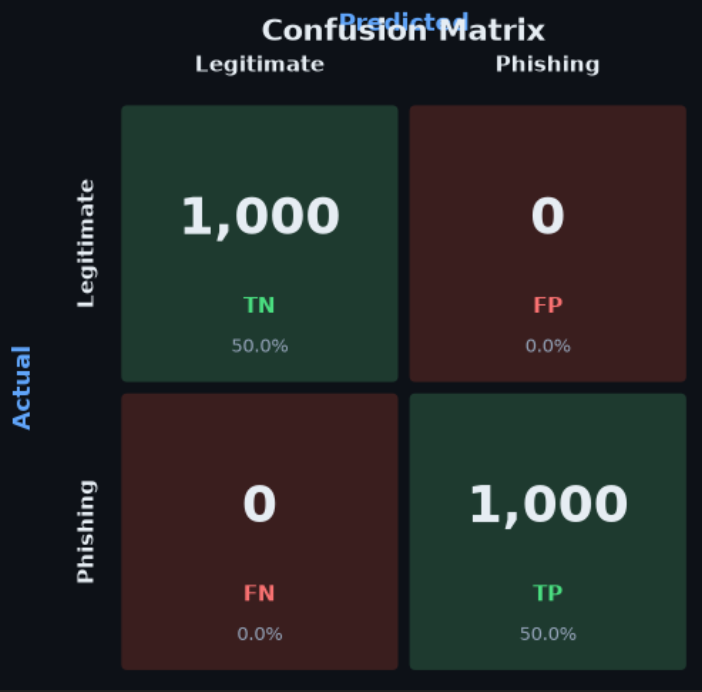 Predicted
Confusion Matrix
Legitimate Phishing
Legitimate
1,000 0
TN FP
50.0% 0.0%
Actual
Phishing
0 1,000
FN TP
0.0% 50.0%